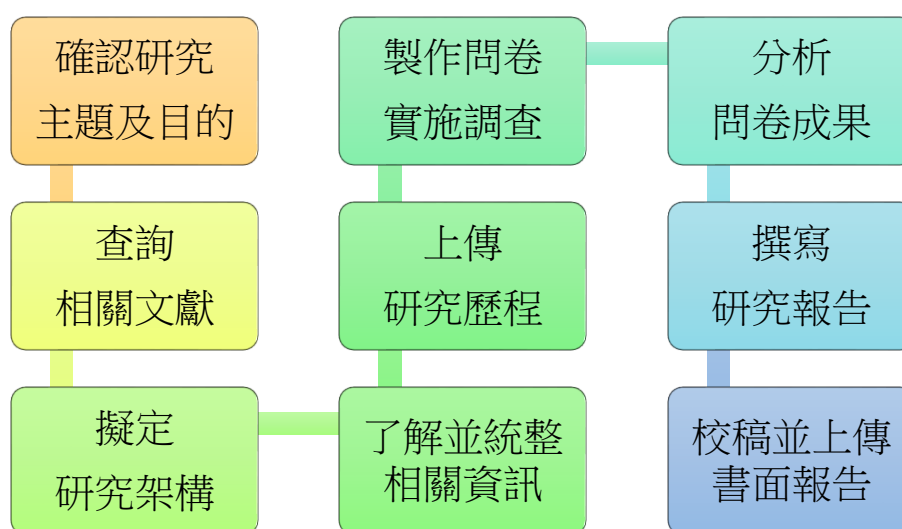 確認研究
主題及目的
查詢
相關文獻
擬定
研究架構
了解並統整
相關資訊
上傳
研究歷程
製作問卷
實施調查
分析
問卷成果
撰寫
研究報告
校稿並上傳
書面報告